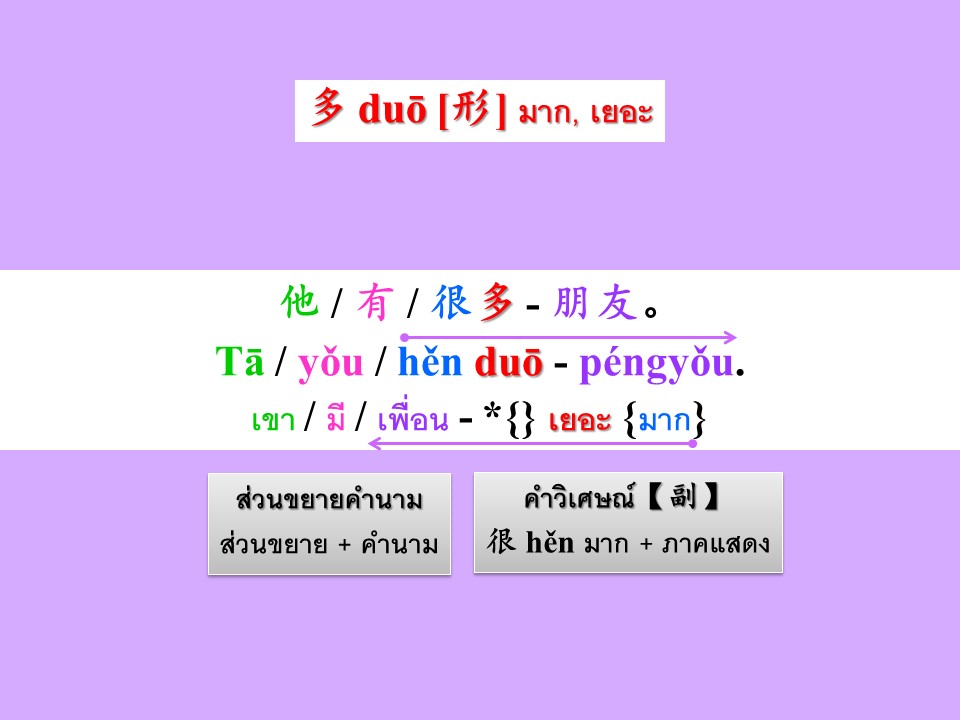 多 duō [形] มาก, เยอะ
他 / 有 / 很多 - 朋友。
Tā / yǒu / hěn duō - péngyǒu.
เขา / มี / เพื่อน - *{} เยอะ {มาก}
ส่วนขยายคำนาม
ส่วนขยาย + คำนาม
คำวิเศษณ์【副】
很 hěn มาก + ภาคแสดง